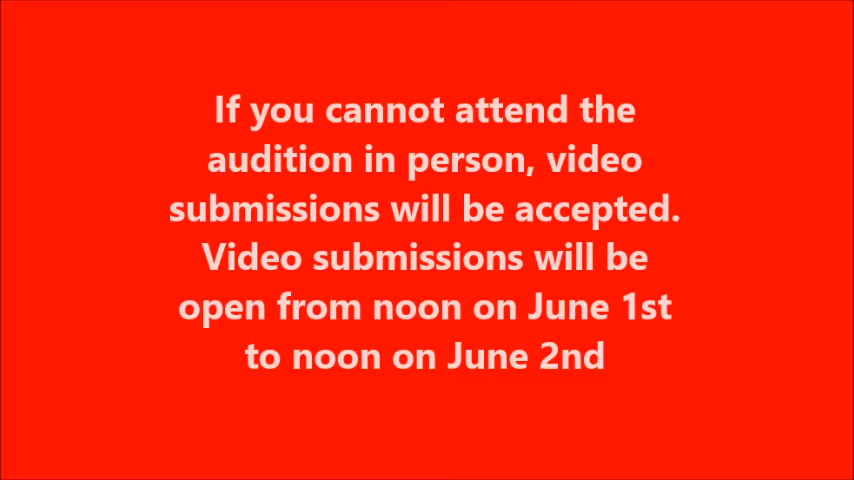 If you cannot attend the
audition in person, video
submissions will be accepted.
Video submissions will be
open from noon on June 1st
to noon on June 2nd